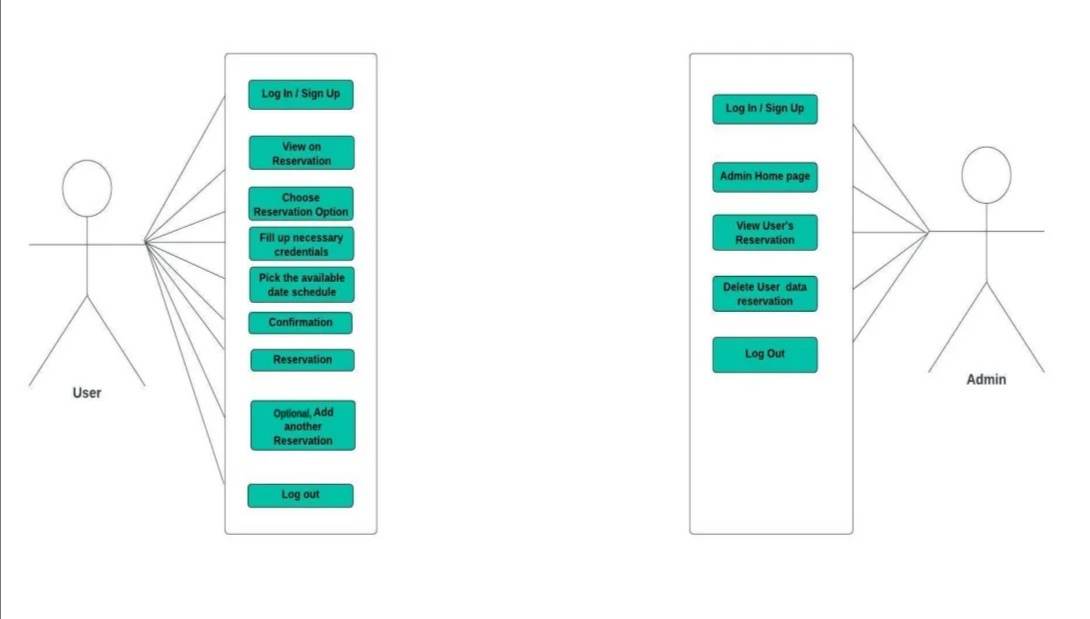 Log In / Sign Up
View on
Reservation
Choose
Reservation Option
Fill up necessary
credentials
Pick the available
date schedule
Confirmation
Reservation
Optional, Add
another
Reservation
Log out
User
Log In / Sign Up
Admin Home page
View User's
Reservation
Delete User data
reservation
Log Out
Admin